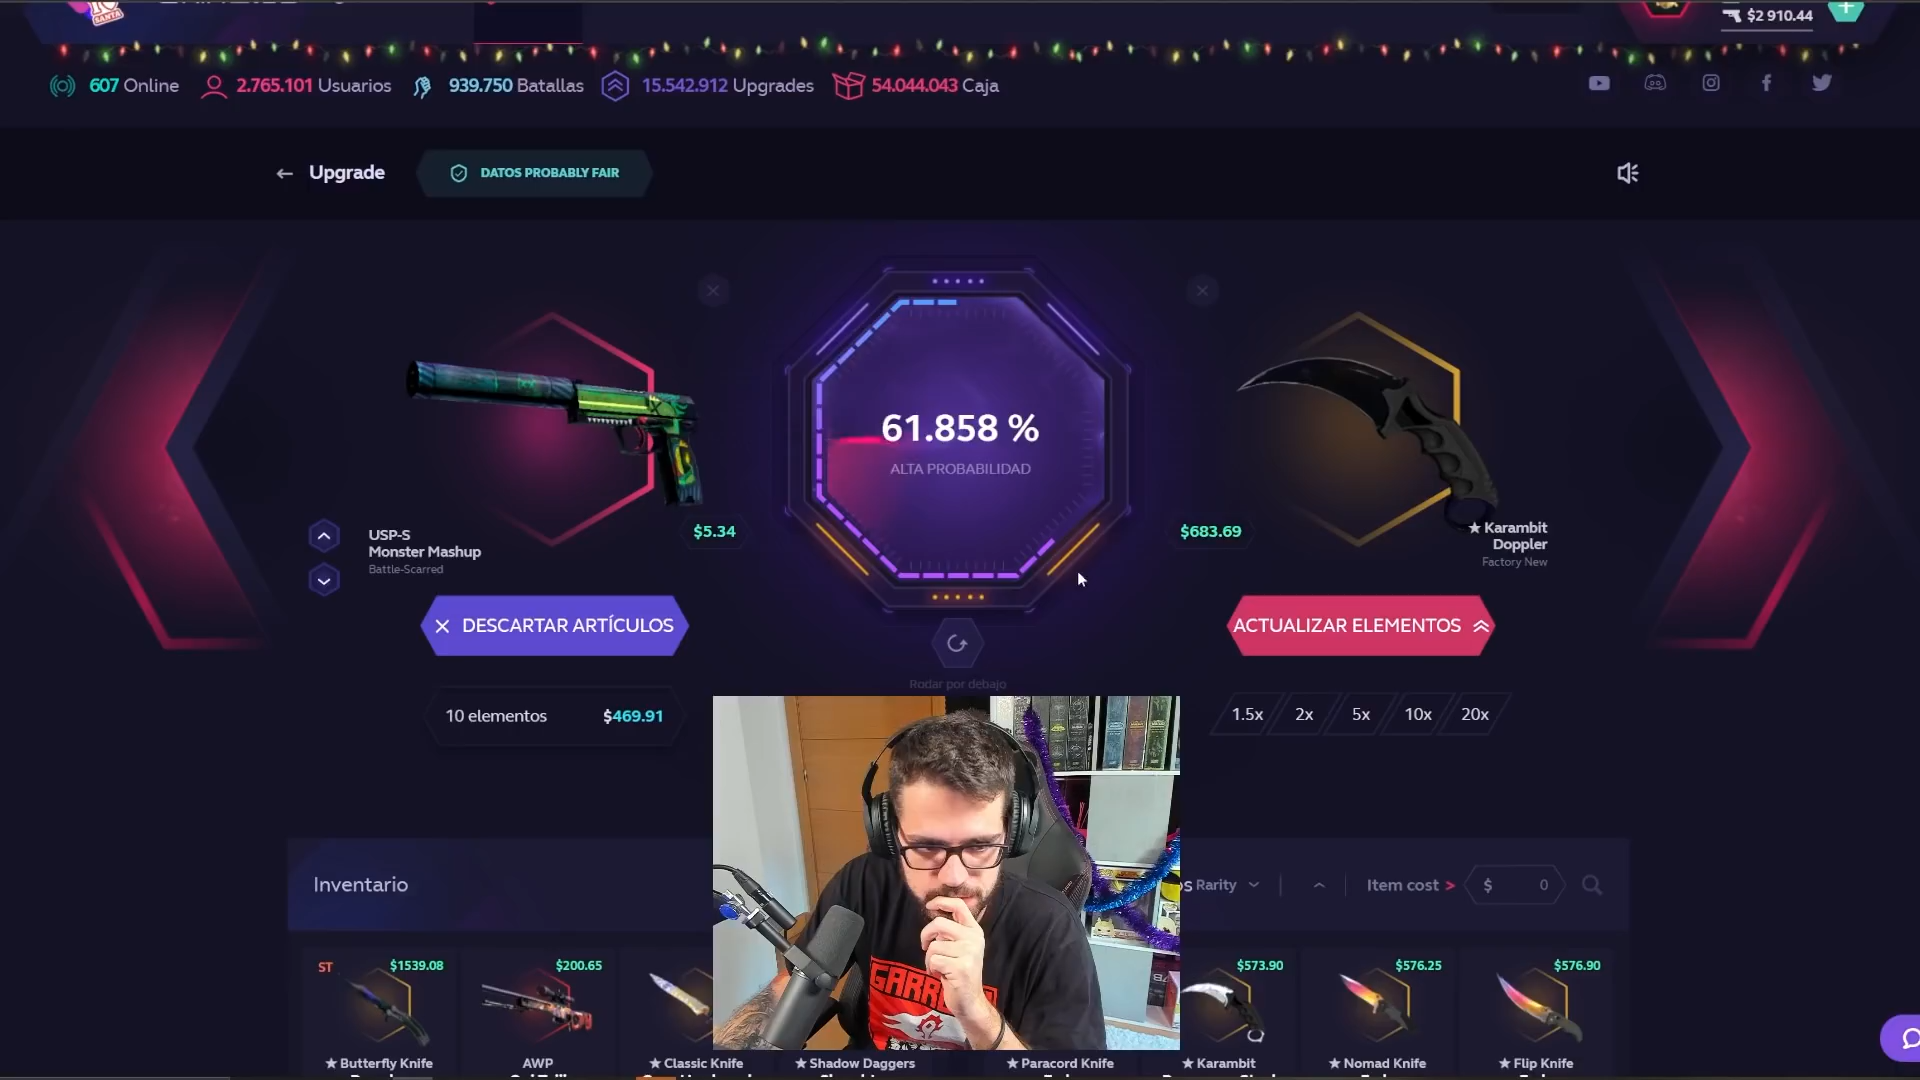 SANTA
$2 910.44
607 Online
2.765.101 Usuarios
939.750 Batallas
15.542.912 Upgrades
54.044.043 Caja
Upgrade
DATOS PROBABLY FAIR
61.858 %
ALTA PROBABILIDAD
USP-S
Monster Mashup
Battle-Scarred
$5.34
$683.69
★ Karambit
Doppler
Factory New
DESCARTAR ARTÍCULOS
ACTUALIZAR ELEMENTOS
Rodar por debajo
10 elementos
$469.91
1.5x
2x
5x
10x
20x
Inventario
Rarity
Item cost >
$ 0
ST
$1539.08
$200.65
$573.90
$576.25
$576.90
★ Butterfly Knife
AWP
★ Classic Knife
★ Shadow Daggers
★ Paracord Knife
★ Karambit
★ Nomad Knife
★ Flip Knife